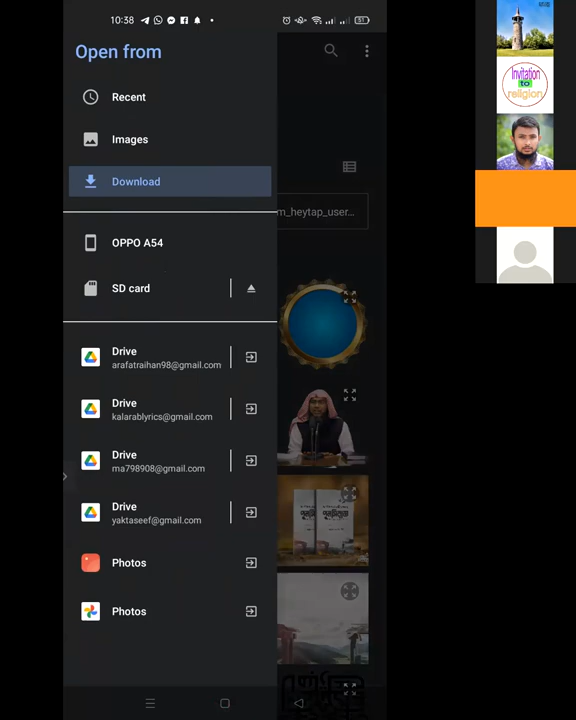 10:38
51
Open from
Recent
Images
Download
m_heytap_user...
OPPO A54
SD card
Drive
arafatraihan98@gmail.com
Drive
kalarablyrics@gmail.com
Drive
ma798908@gmail.com
Drive
yaktaseef@gmail.com
Photos
Photos
Invitation
to
religion